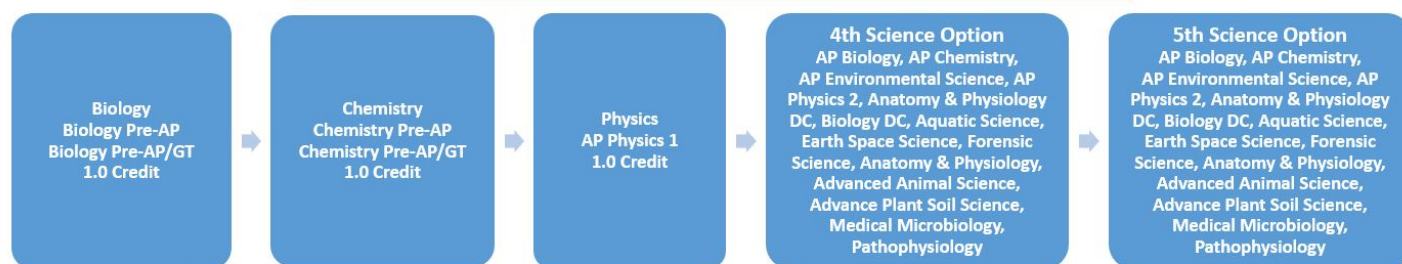 Biology
Biology Pre-AP
Biology Pre-AP/GT
1.0 Credit
Chemistry
Chemistry Pre-AP
Chemistry Pre-AP/GT
1.0 Credit
Physics
AP Physics 1
1.0 Credit
4th Science Option
AP Biology, AP Chemistry,
AP Environmental Science, AP
Physics 2, Anatomy & Physiology
DC, Biology DC, Aquatic Science,
Earth Space Science, Forensic
Science, Anatomy & Physiology,
Advanced Animal Science,
Advance Plant Soil Science,
Medical Microbiology,
Pathophysiology
5th Science Option
AP Biology, AP Chemistry,
AP Environmental Science, AP
Physics 2, Anatomy & Physiology
DC, Biology DC, Aquatic Science,
Earth Space Science, Forensic
Science, Anatomy & Physiology,
Advanced Animal Science,
Advance Plant Soil Science,
Medical Microbiology,
Pathophysiology